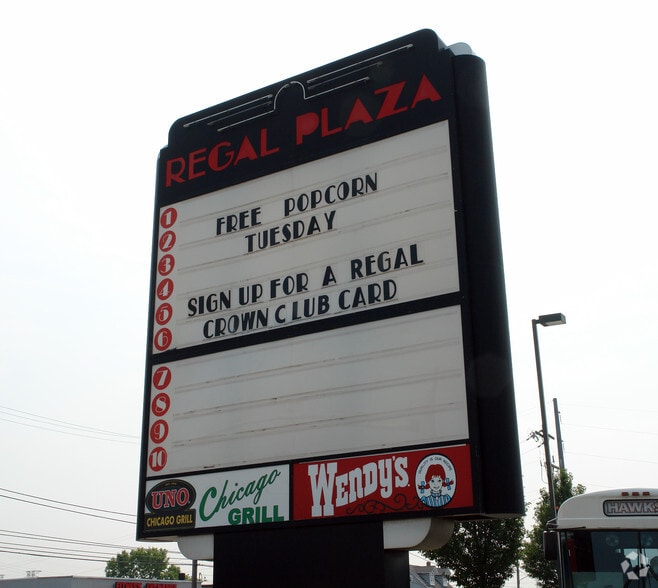 REGAL PLAZA
1
FREE POPCORN
2
TUESDAY
3
4
SIGN UP FOR A REGAL
5
CROWN CLUB CARD
6
7
8
9
10
UNO
CHICAGO GRILL
Chicago
GRILL
WENDY'S
HAWK